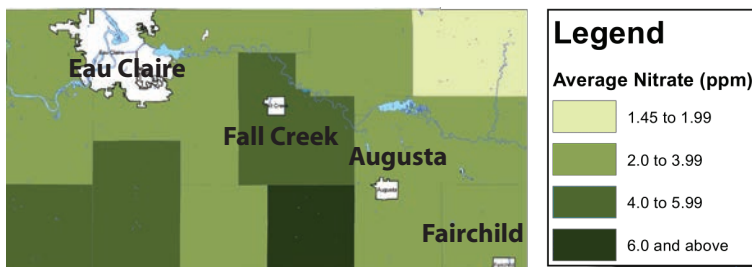 Eau Claire
Fall Creek
Augusta
Augusta
Fairchild
Legend
Average Nitrate (ppm)
1.45 to 1.99
2.0 to 3.99
4.0 to 5.99
6.0 and above